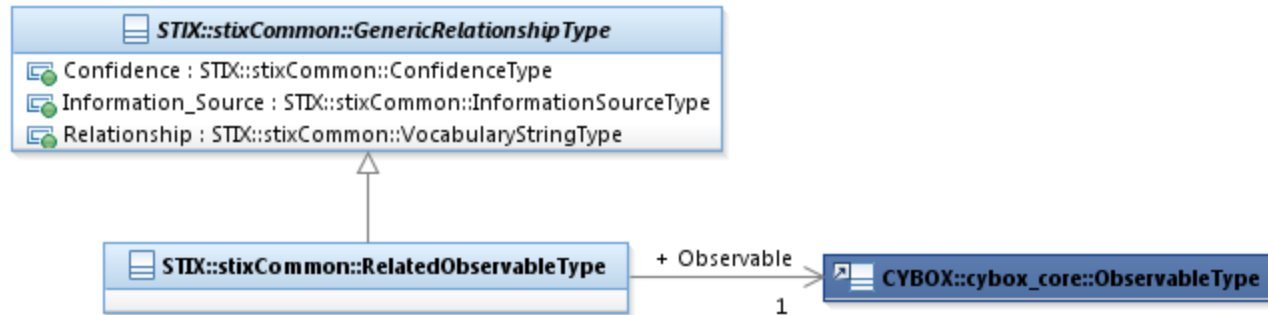 STIX::stixCommon::GenericRelationshipType
Confidence : STIX::stixCommon::ConfidenceType
Information_Source : STIX::stixCommon::InformationSourceType
Relationship : STIX::stixCommon::VocabularyStringType
STIX::stixCommon::RelatedObservableType
+ Observable
1
CYBOX::cybox_core::ObservableType